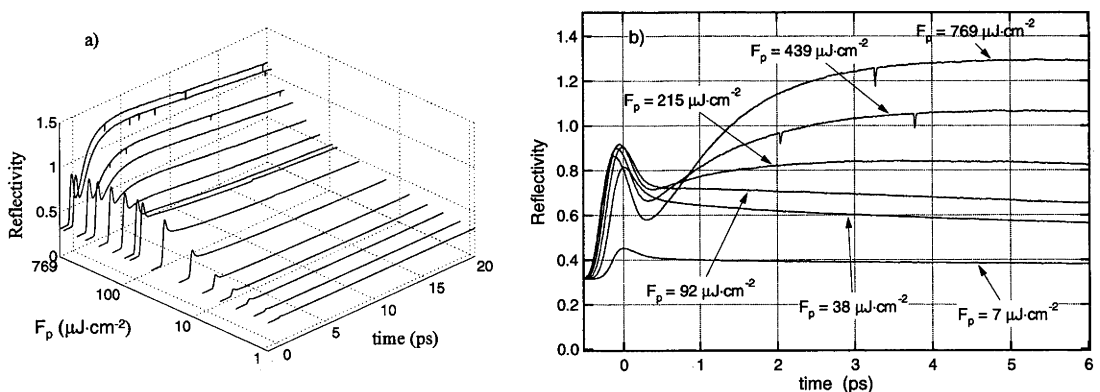 a)
1.5
1
0.5
0
Reflectivity
769
100
10
1
F_p (μJ·cm-2)
0
5
10
15
20
time (ps)
b)
1.4
1.2
1.0
0.8
0.6
0.4
0.2
0.0
Reflectivity
F_p = 769 μJ·cm-2
F_p = 439 μJ·cm-2
F_p = 215 μJ·cm-2
F_p = 92 μJ·cm-2
F_p = 38 μJ·cm-2
F_p = 7 μJ·cm-2
0 1 2 3 4 5 6
time (ps)